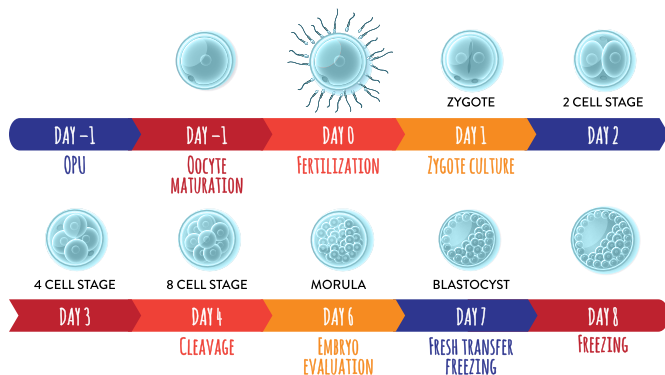 ZYGOTE
2 CELL STAGE
DAY –1
DAY –1
DAY 0
DAY 1
DAY 2
OPU
OOCYTE
MATURATION
FERTILIZATION
ZYGOTE CULTURE
4 CELL STAGE
8 CELL STAGE
MORULA
BLASTOCYST
DAY 3
DAY 4
DAY 6
DAY 7
DAY 8
CLEAVAGE
EMBRYO
EVALUATION
FRESH TRANSFER
FREEZING
FREEZING